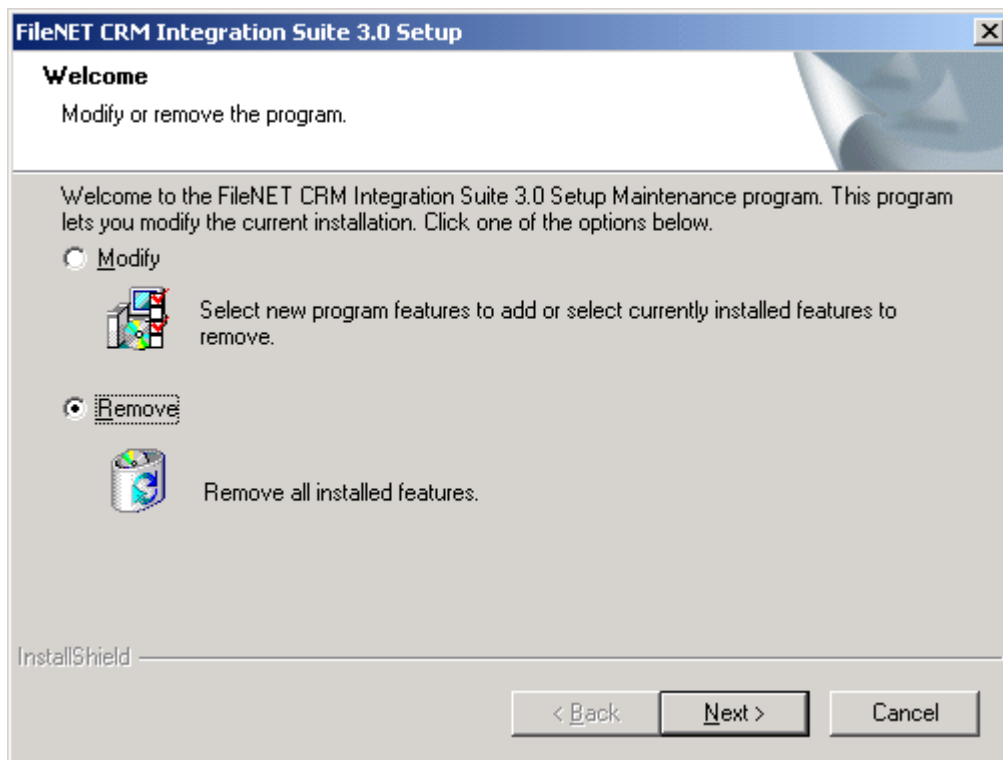 FileNET CRM Integration Suite 3.0 Setup
Welcome
Modify or remove the program.
Welcome to the FileNET CRM Integration Suite 3.0 Setup Maintenance program. This program
lets you modify the current installation. Click one of the options below.
Modify
Select new program features to add or select currently installed features to
remove.
Remove
Remove all installed features.
InstallShield
< Back
Next >
Cancel